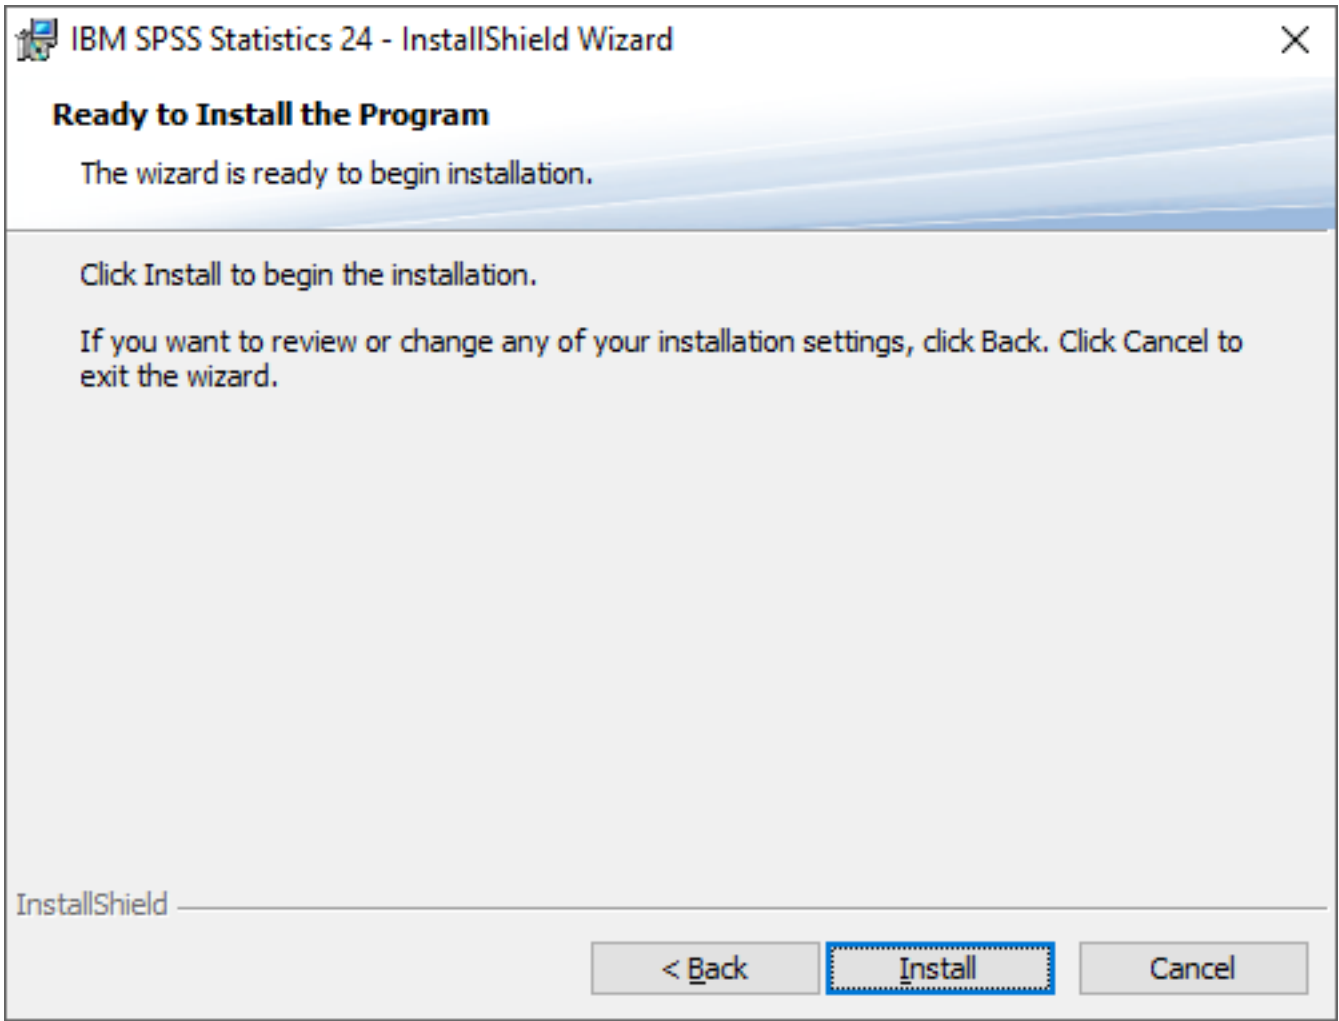 IBM SPSS Statistics 24 - InstallShield Wizard
Ready to Install the Program
The wizard is ready to begin installation.
Click Install to begin the installation.
If you want to review or change any of your installation settings, click Back. Click Cancel to
exit the wizard.
InstallShield
< Back
Install
Cancel